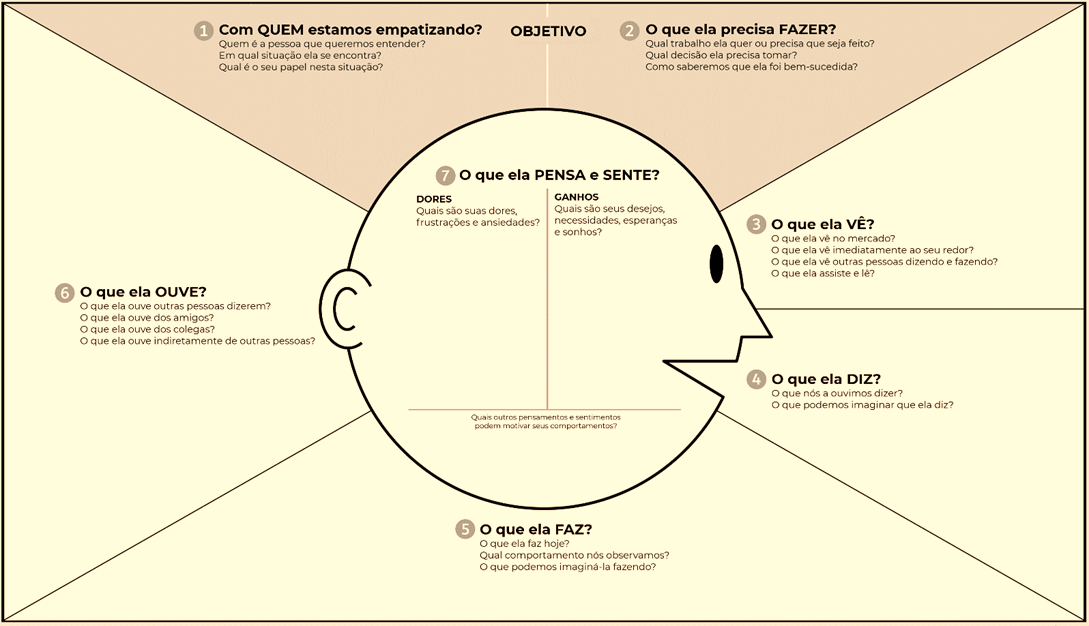 1 Com QUEM estamos empatizando?
Quem é a pessoa que queremos entender?
Em qual situação ela se encontra?
Qual é o seu papel nesta situação?
OBJETIVO
2 O que ela precisa FAZER?
Qual trabalho ela quer ou precisa que seja feito?
Qual decisão ela precisa tomar?
Como saberemos que ela foi bem-sucedida?
3 O que ela VÊ?
O que ela vê no mercado?
O que ela vê imediatamente ao seu redor?
O que ela vê outras pessoas dizendo e fazendo?
O que ela assiste e lê?
4 O que ela DIZ?
O que nós a ouvimos dizer?
O que podemos imaginar que ela diz?
5 O que ela FAZ?
O que ela faz hoje?
Qual comportamento nós observamos?
O que podemos imaginá-la fazendo?
6 O que ela OUVE?
O que ela ouve outras pessoas dizerem?
O que ela ouve dos amigos?
O que ela ouve dos colegas?
O que ela ouve indiretamente de outras pessoas?
7 O que ela PENSA e SENTE?
DORES
Quais são suas dores,
frustrações e ansiedades?
GANHOS
Quais são seus desejos,
necessidades, esperanças
e sonhos?
Quais outros pensamentos e sentimentos
podem motivar seus comportamentos?